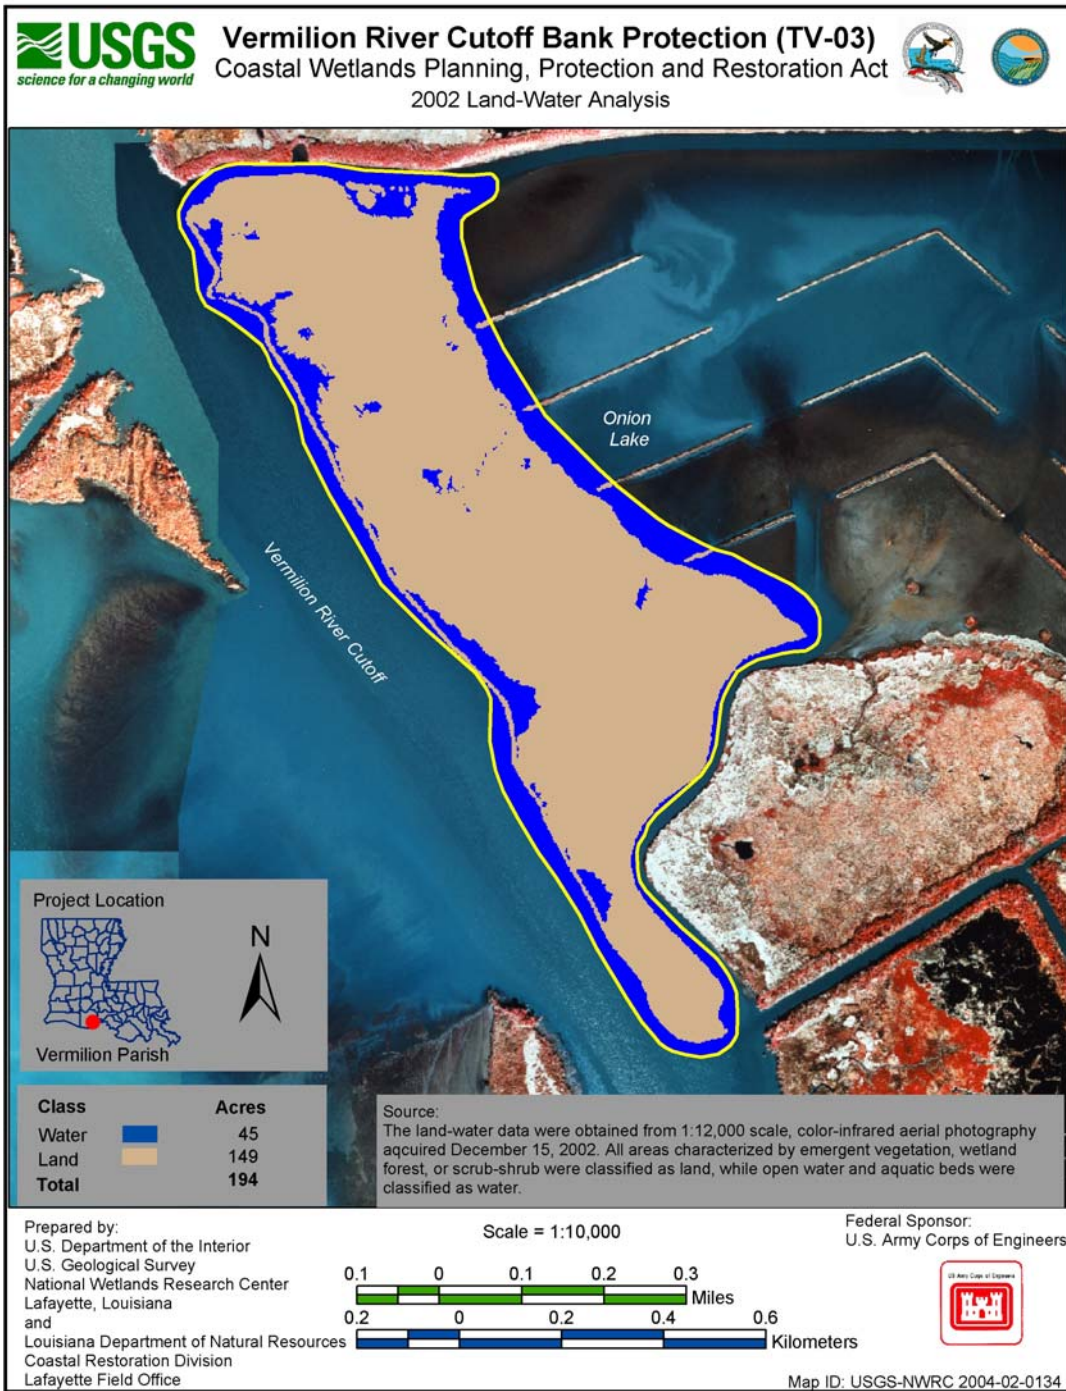 USGS
science for a changing world
Vermilion River Cutoff Bank Protection (TV-03)
Coastal Wetlands Planning, Protection and Restoration Act
2002 Land-Water Analysis
Onion
Lake
Vermilion River Cutoff
Project Location
N
Vermilion Parish
Class Acres
Water 45
Land 149
Total 194
Source:
The land-water data were obtained from 1:12,000 scale, color-infrared aerial photography
aqcuired December 15, 2002. All areas characterized by emergent vegetation, wetland
forest, or scrub-shrub were classified as land, while open water and aquatic beds were
classified as water.
Prepared by:
U.S. Department of the Interior
U.S. Geological Survey
National Wetlands Research Center
Lafayette, Louisiana
and
Louisiana Department of Natural Resources
Coastal Restoration Division
Lafayette Field Office
Scale = 1:10,000
0.1 0 0.1 0.2 0.3
Miles
0.2 0 0.2 0.4 0.6
Kilometers
Federal Sponsor:
U.S. Army Corps of Engineers
US Army Corps of Engineers
Map ID: USGS-NWRC 2004-02-0134